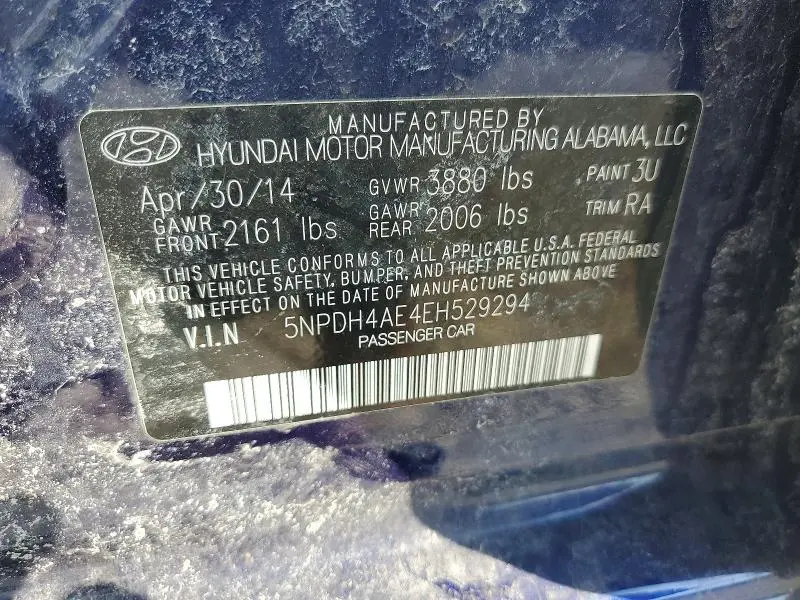 MANUFACTURED BY
HYUNDAI MOTOR MANUFACTURING ALABAMA, LLC
Apr/30/14 GVWR 3880 lbs PAINT 3U
GAWR FRONT 2161 lbs GAWR REAR 2006 lbs TRIM RA
THIS VEHICLE CONFORMS TO ALL APPLICABLE U.S.A. FEDERAL
MOTOR VEHICLE SAFETY, BUMPER, AND THEFT PREVENTION STANDARDS
IN EFFECT ON THE DATE OF MANUFACTURE SHOWN ABOVE
V.I.N 5NPDH4AE4EH529294
PASSENGER CAR